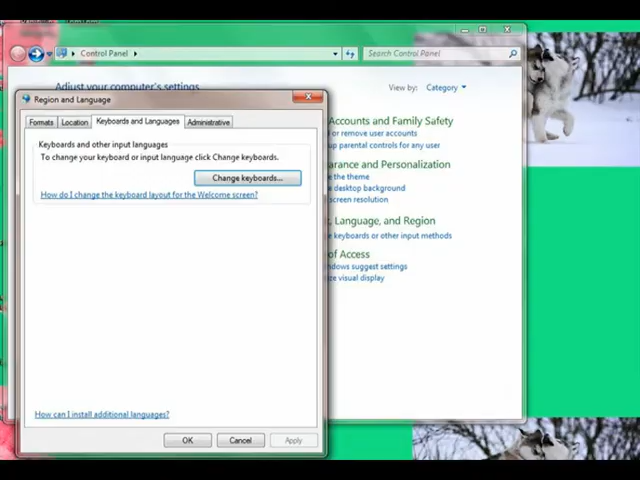 Control Panel
Search Control Panel
Adjust your computer's settings
View by: Category
Region and Language
Formats Location Keyboards and Languages Administrative
Keyboards and other input languages
To change your keyboard or input language click Change keyboards.
Change keyboards...
How do I change the keyboard layout for the Welcome screen?
How can I install additional languages?
OK Cancel Apply
Accounts and Family Safety
or remove user accounts
up parental controls for any user
arance and Personalization
the theme
desktop background
screen resolution
, Language, and Region
keyboards or other input methods
of Access
ndows suggest settings
ze visual display